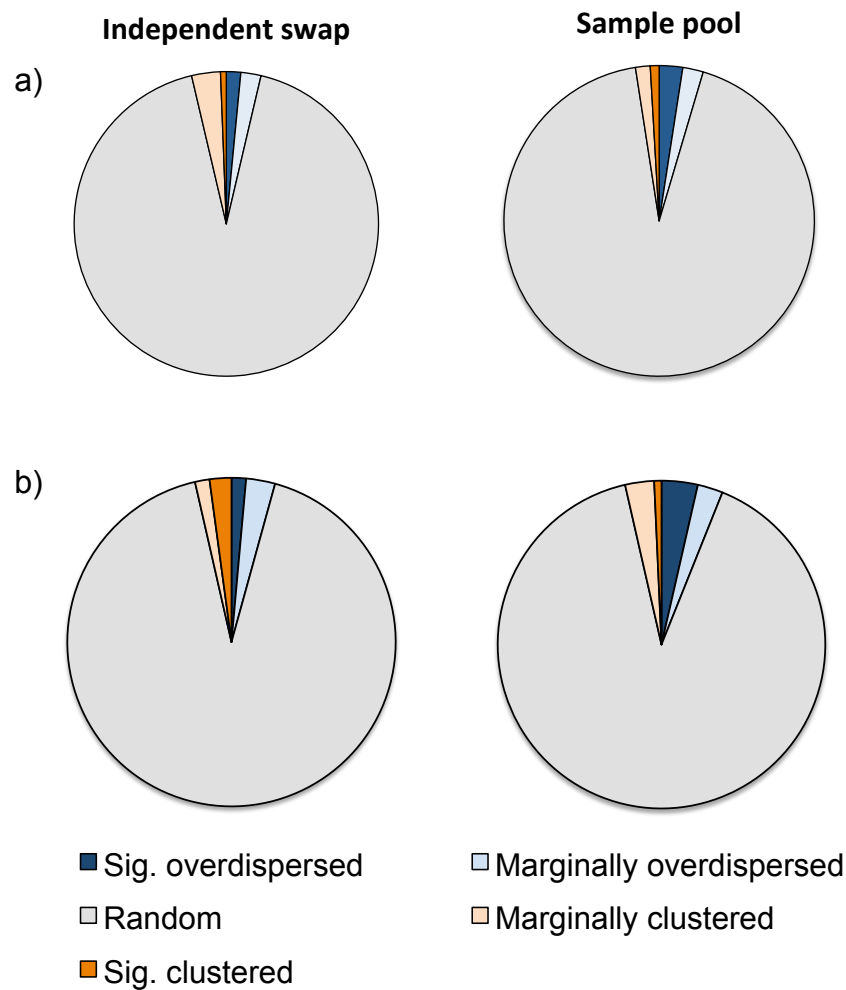 Independent swap
Sample pool
a)
b)
Sig. overdispersed
Marginally overdispersed
Random
Marginally clustered
Sig. clustered